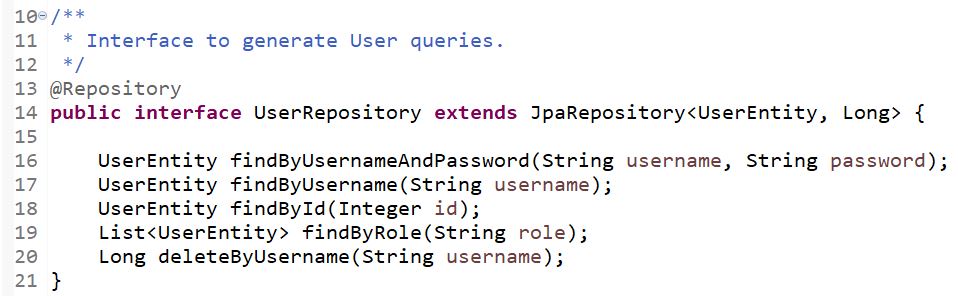 10 /**
11  * Interface to generate User queries.
12  */
13 @Repository
14 public interface UserRepository extends JpaRepository<UserEntity, Long> {
15
16     UserEntity findByUsernameAndPassword(String username, String password);
17     UserEntity findByUsername(String username);
18     UserEntity findById(Integer id);
19     List<UserEntity> findByRole(String role);
20     Long deleteByUsername(String username);
21 }